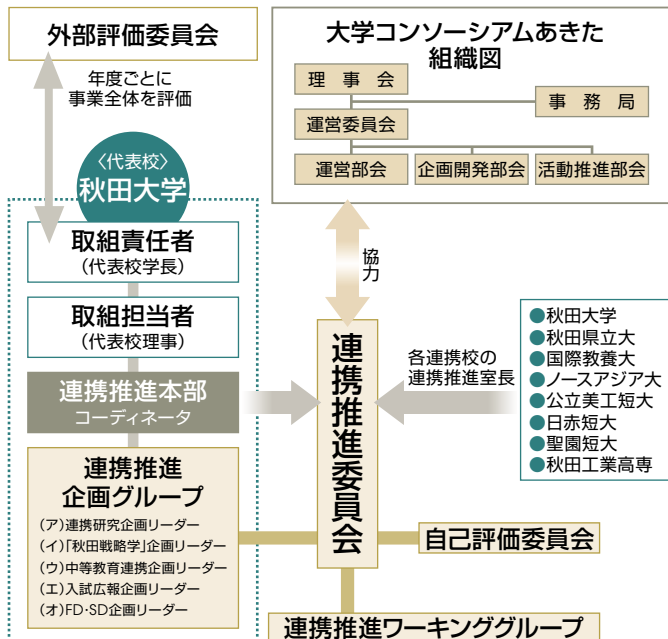 外部評価委員会
年度ごとに
事業全体を評価
〈代表校〉
秋田大学
取組責任者
(代表校学長)
取組担当者
(代表校理事)
連携推進本部
コーディネータ
連携推進
企画グループ
(ア)連携研究企画リーダー
(イ)「秋田戦略学」企画リーダー
(ウ)中等教育連携企画リーダー
(エ)入試広報企画リーダー
(オ)FD・SD企画リーダー
大学コンソーシアムあきた
組織図
理事会
事務局
運営委員会
運営部会
企画開発部会
活動推進部会
協力
連携推進委員会
各連携校の
連携推進室長
●秋田大学
●秋田県立大
●国際教養大
●ノースアジア大
●公立美工短大
●日赤短大
●聖園短大
●秋田工業高専
自己評価委員会
連携推進ワーキンググループ